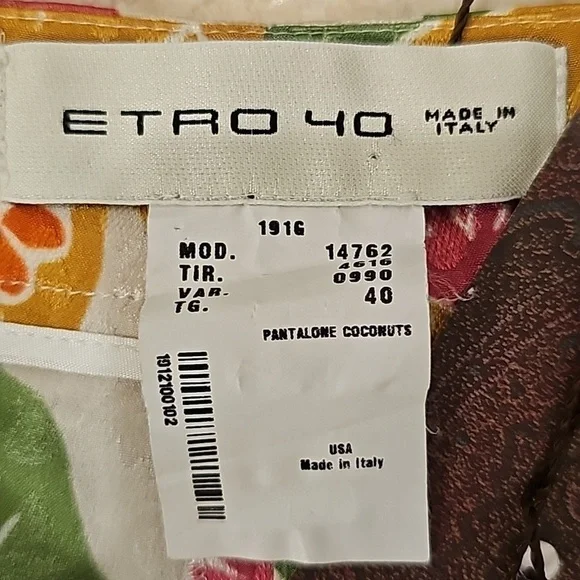 ETRO 40 MADE IN ITALY
191G
MOD. 14762
TIR. 4616
VAR. 0990
TG. 40
PANTALONE COCONUTS
1912100102
USA
Made in Italy